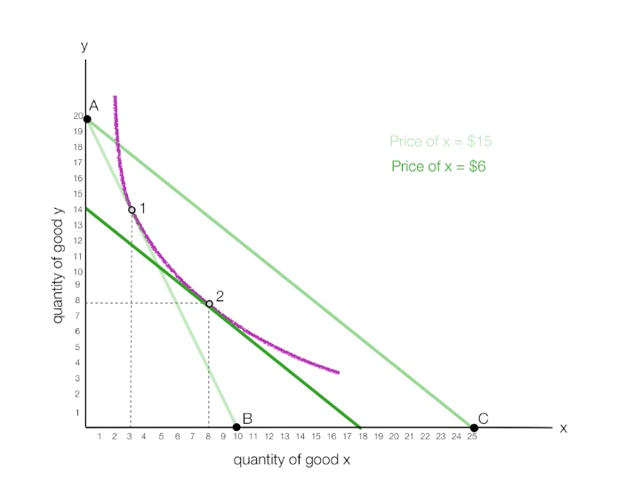 y
A
20
19
18
17
16
15
14
13
12
11
10
9
8
7
6
5
4
3
2
1
quantity of good y
Price of x = $15
Price of x = $6
1
2
B
C
x
1 2 3 4 5 6 7 8 9 10 11 12 13 14 15 16 17 18 19 20 21 22 23 24 25
quantity of good x